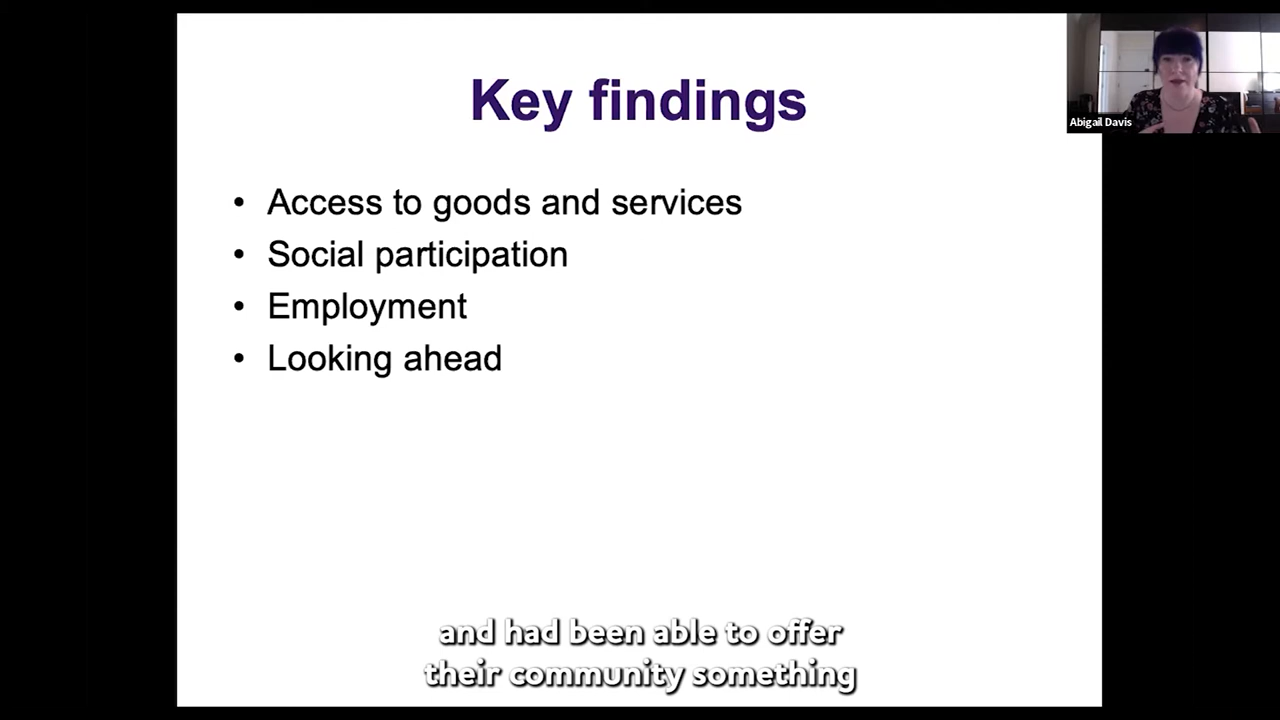 Key findings
Abigail Davis
• Access to goods and services
• Social participation
• Employment
• Looking ahead
and had been able to offer
their community something